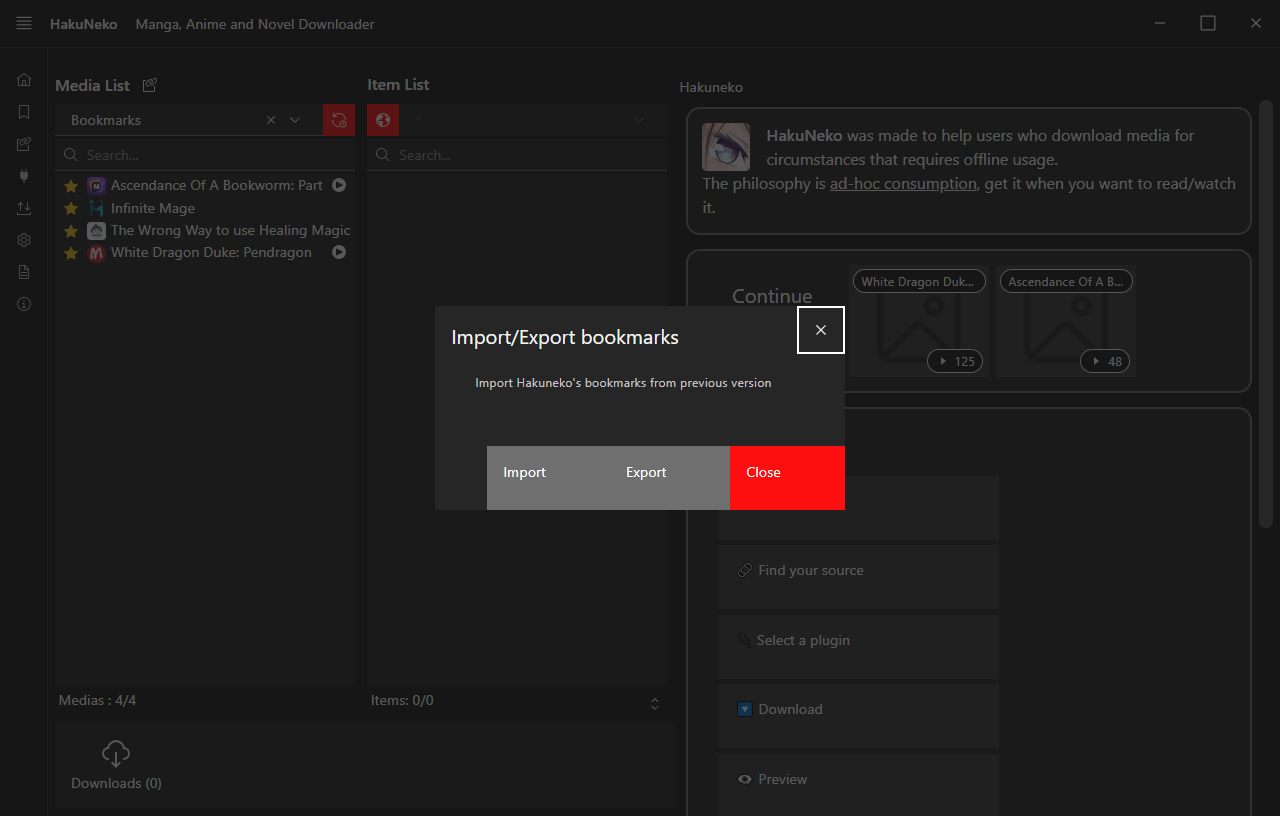 HakuNeko Manga, Anime and Novel Downloader
Media List
Bookmarks
Search...
Ascendance Of A Bookworm: Part
Infinite Mage
The Wrong Way to use Healing Magic
White Dragon Duke: Pendragon
Medias : 4/4
Item List
*
Search...
Items: 0/0
Downloads (0)
Hakuneko
HakuNeko was made to help users who download media for
circumstances that requires offline usage.
The philosophy is ad-hoc consumption, get it when you want to read/watch
it.
Continue
White Dragon Duk...
125
Ascendance Of A B...
48
Import/Export bookmarks
Import Hakuneko's bookmarks from previous version
Import
Export
Close
Find your source
Select a plugin
Download
Preview